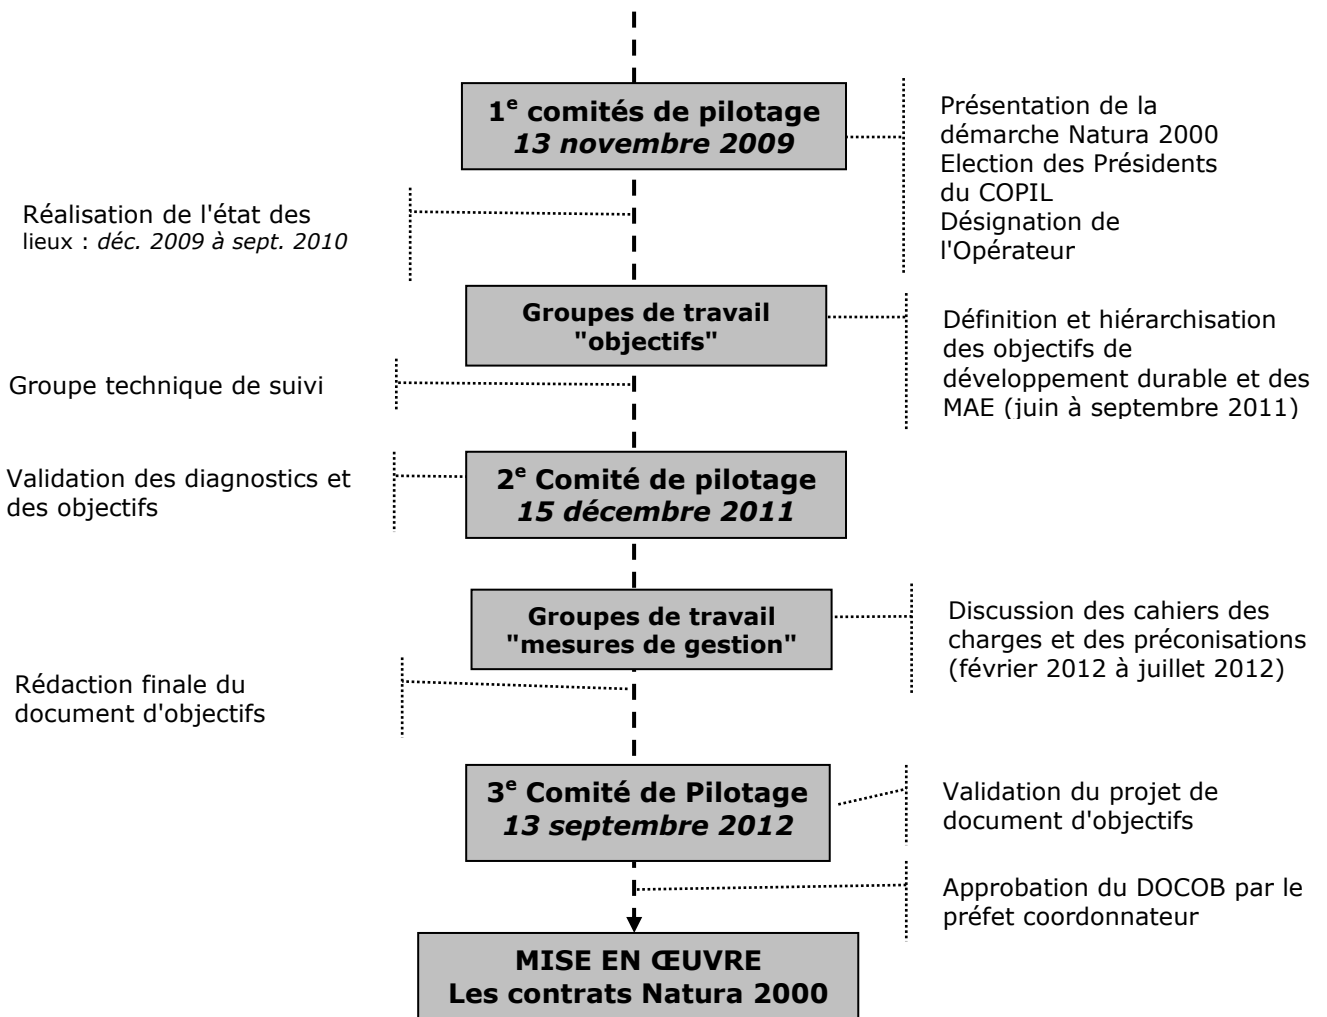 1e comités de pilotage
13 novembre 2009
Présentation de la
démarche Natura 2000
Election des Présidents
du COPIL
Désignation de
l'Opérateur
Réalisation de l'état des
lieux : déc. 2009 à sept. 2010
Groupes de travail
"objectifs"
Définition et hiérarchisation
des objectifs de
développement durable et des
MAE (juin à septembre 2011)
Groupe technique de suivi
Validation des diagnostics et
des objectifs
2e Comité de pilotage
15 décembre 2011
Groupes de travail
"mesures de gestion"
Discussion des cahiers des
charges et des préconisations
(février 2012 à juillet 2012)
Rédaction finale du
document d'objectifs
3e Comité de Pilotage
13 septembre 2012
Validation du projet de
document d'objectifs
Approbation du DOCOB par le
préfet coordonnateur
MISE EN ŒUVRE
Les contrats Natura 2000